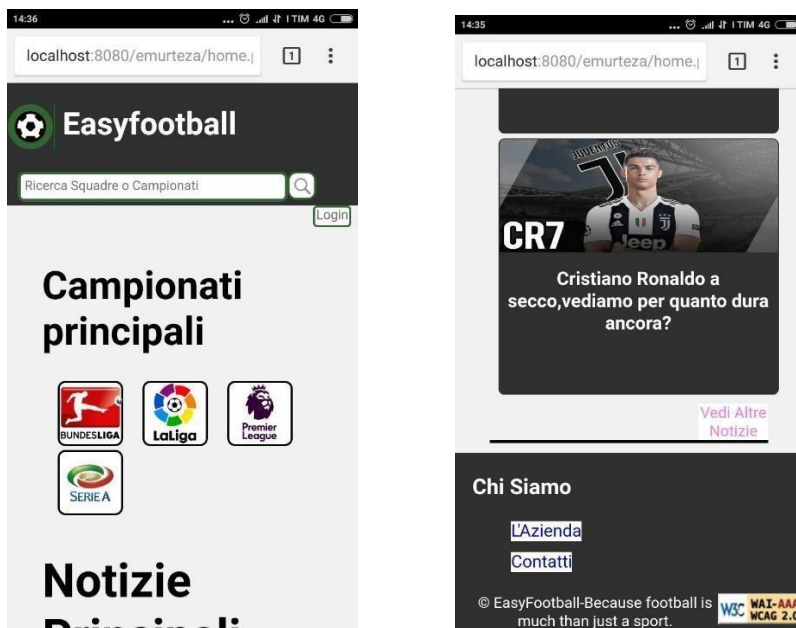 14:36
... .ııl I TIM 4G
localhost:8080/emurteza/home.
1
Easyfootball
Ricerca Squadre o Campionati
Login
Campionati
principali
BUNDESLIGA
LaLiga
Premier
League
SERIE A
Notizie
Principali
14:35
... I TIM 4G
localhost:8080/emurteza/home.
1
JUVENTUS
CR7
Jeep
Cristiano Ronaldo a
secco,vediamo per quanto dura
ancora?
Vedi Altre
Notizie
Chi Siamo
L'Azienda
Contatti
© EasyFootball-Because football is
much than just a sport.
W3C WAI-AAA
WCAG 2.0